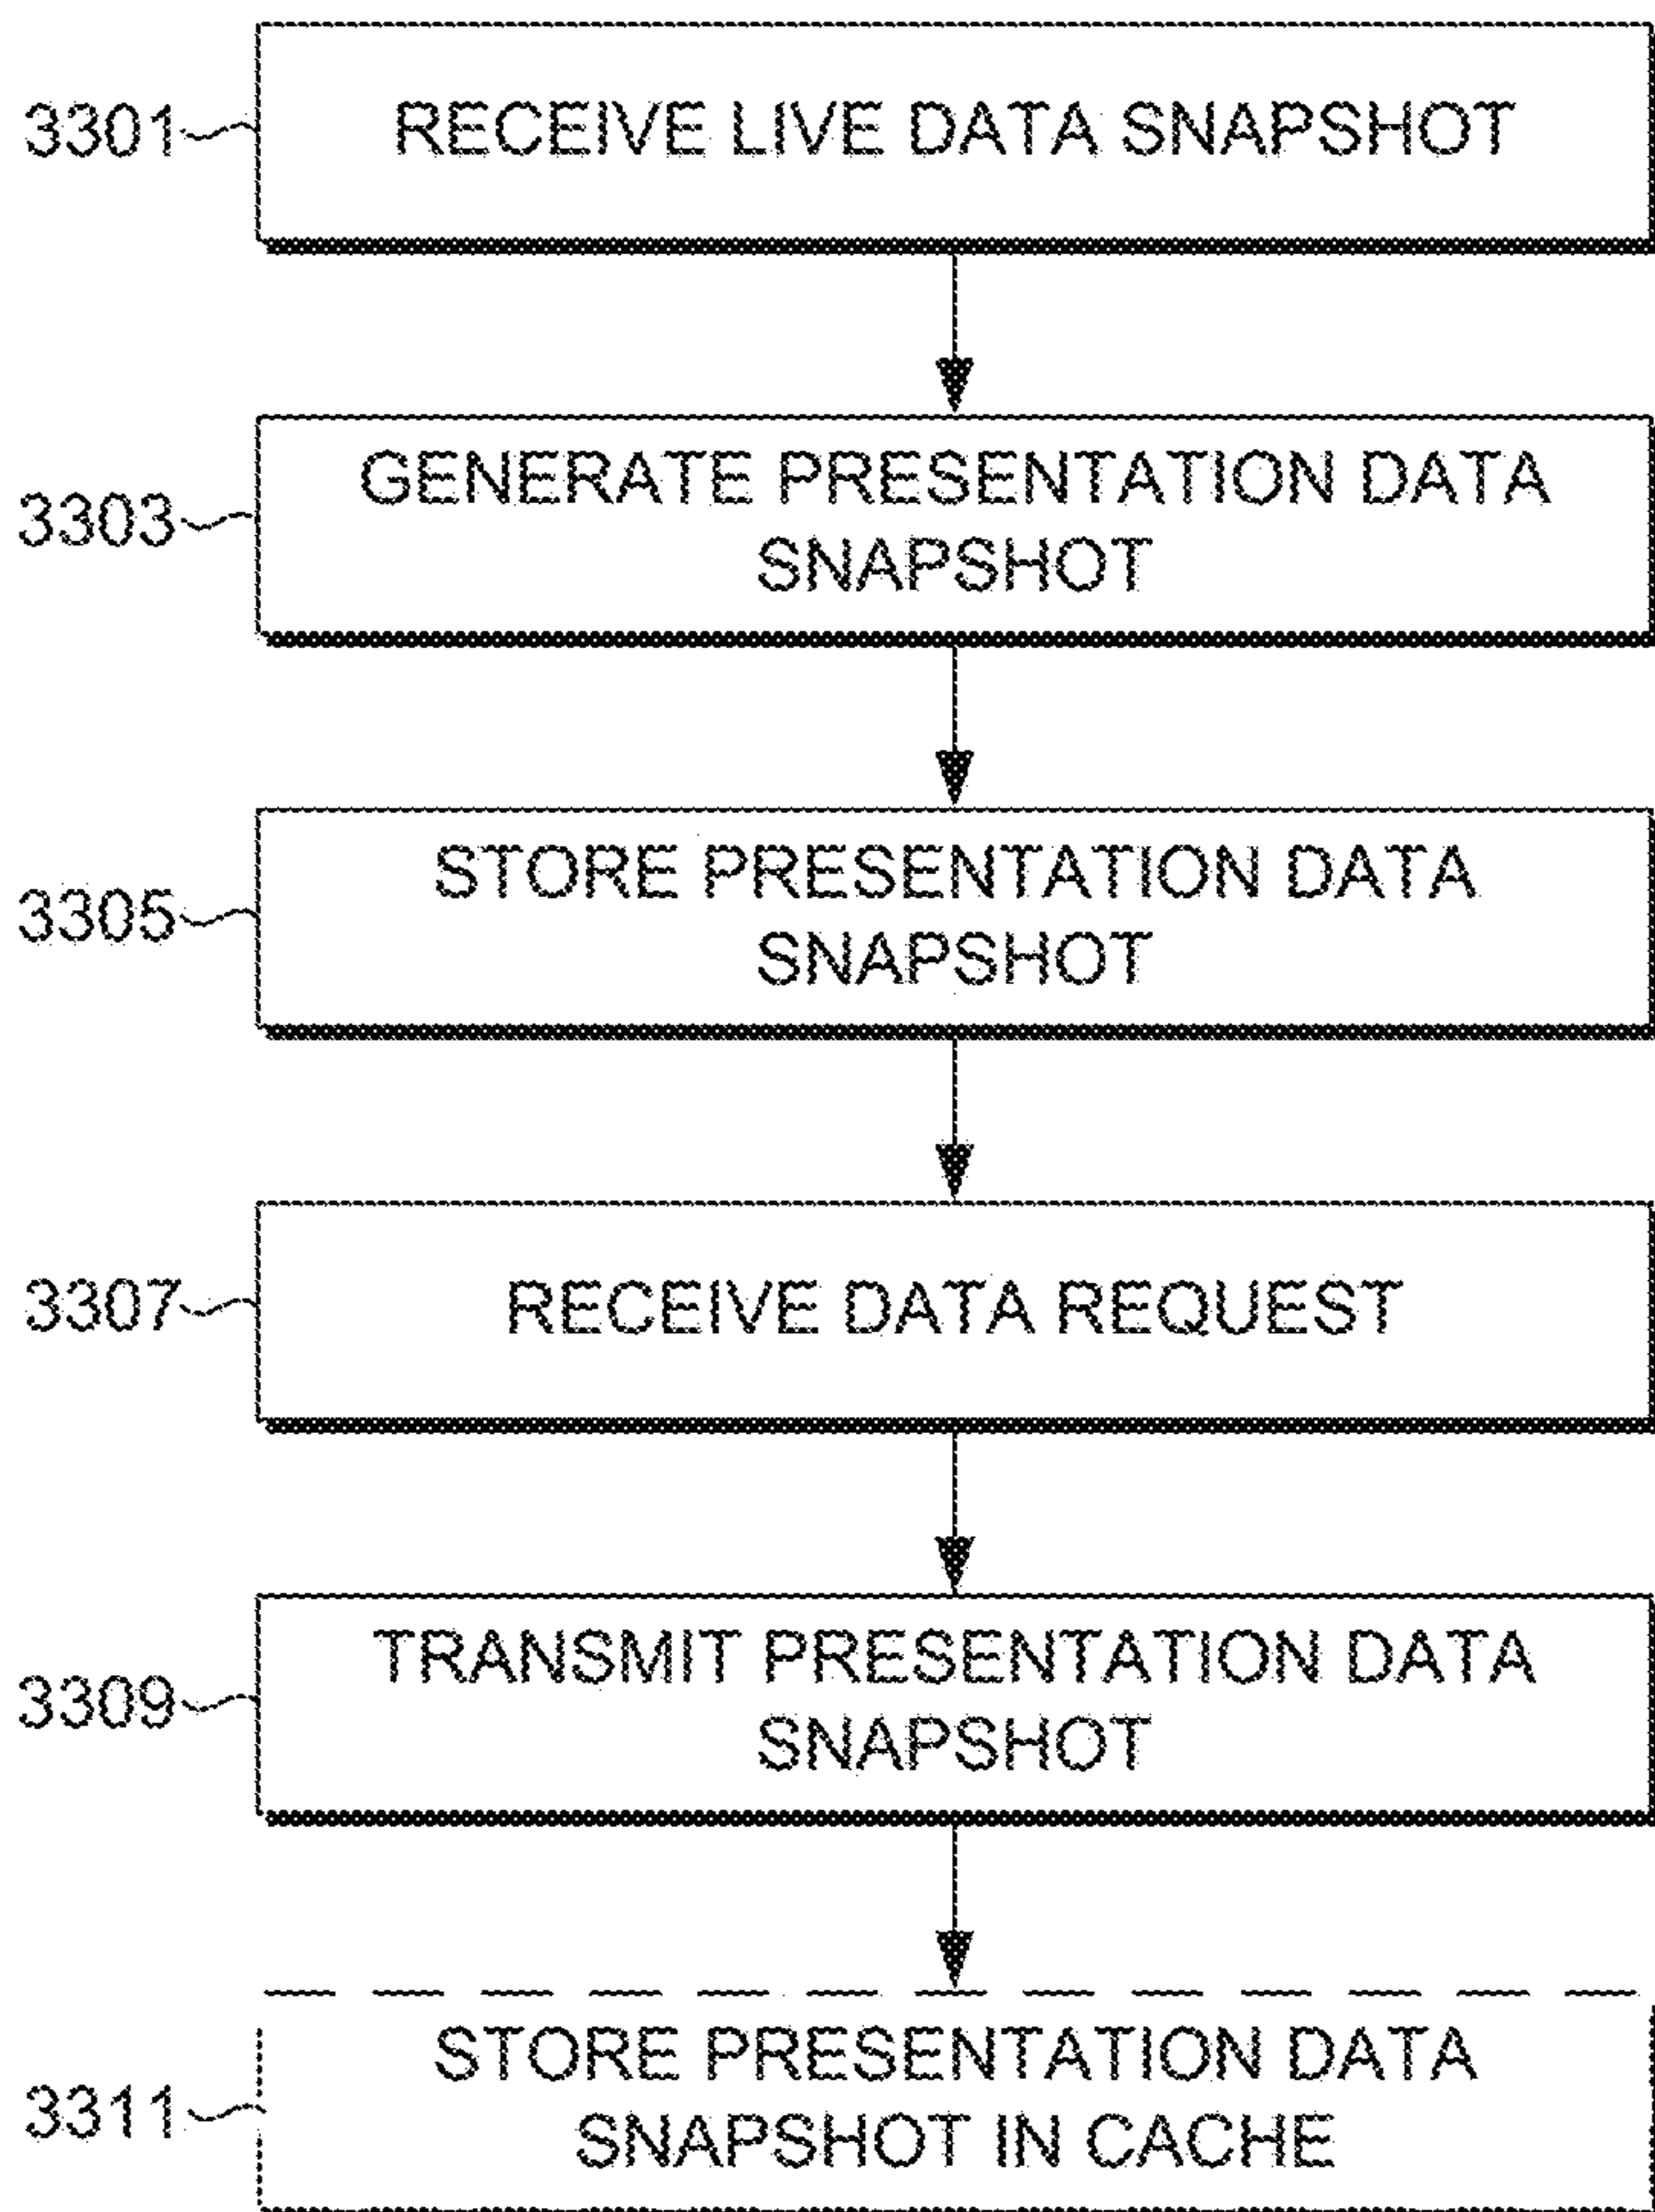 3301
RECEIVE LIVE DATA SNAPSHOT
3303
GENERATE PRESENTATION DATA
SNAPSHOT
3305
STORE PRESENTATION DATA
SNAPSHOT
3307
RECEIVE DATA REQUEST
3309
TRANSMIT PRESENTATION DATA
SNAPSHOT
3311
STORE PRESENTATION DATA
SNAPSHOT IN CACHE